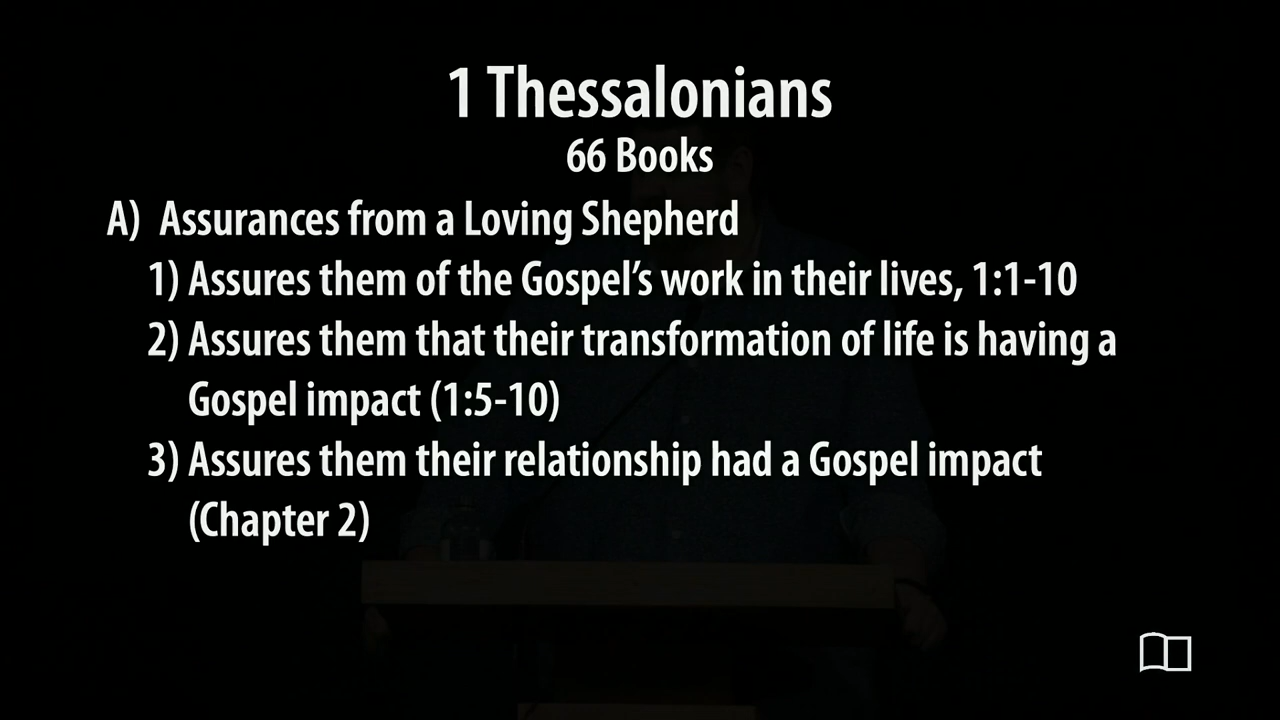 1 Thessalonians
66 Books
A) Assurances from a Loving Shepherd
1) Assures them of the Gospel’s work in their lives, 1:1-10
2) Assures them that their transformation of life is having a
Gospel impact (1:5-10)
3) Assures them their relationship had a Gospel impact
(Chapter 2)